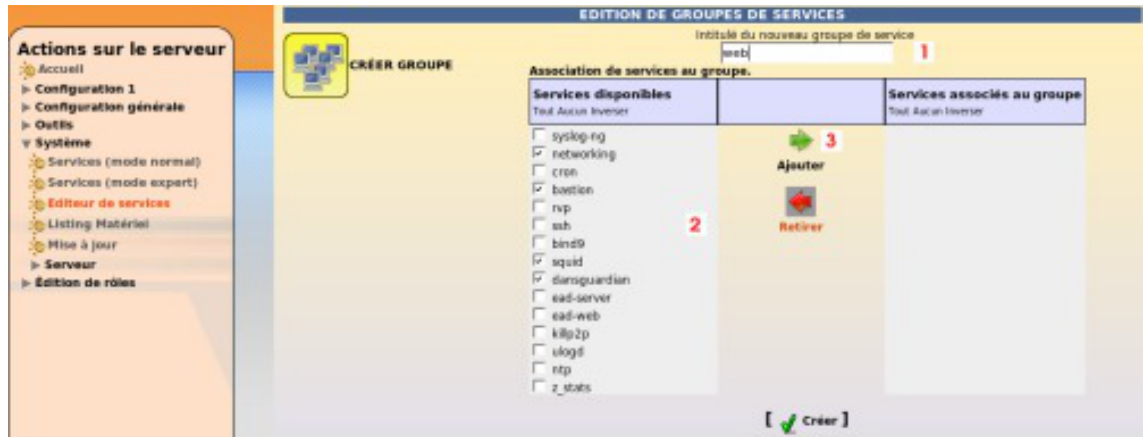 EDITION DE GROUPES DE SERVICES
Actions sur le serveur
Accueil
Configuration 1
Configuration générale
Outils
Système
Services (mode normal)
Services (mode expert)
Editeur de services
Listing Matériel
Mise à jour
Serveur
Édition de rôles
CRÉER GROUPE
Intitulé du nouveau groupe de service
web
1
Association de services au groupe.
Services disponibles
Tout Aucun Inverser
Services associés au groupe
Tout Aucun Inverser
syslog-ng
networking
cron
bastion
rvp
ssh
bind9
squid
dansguardian
ead-server
ead-web
killp2p
ulogd
ntp
z_stats
2
3
Ajouter
Retirer
[ Créer ]